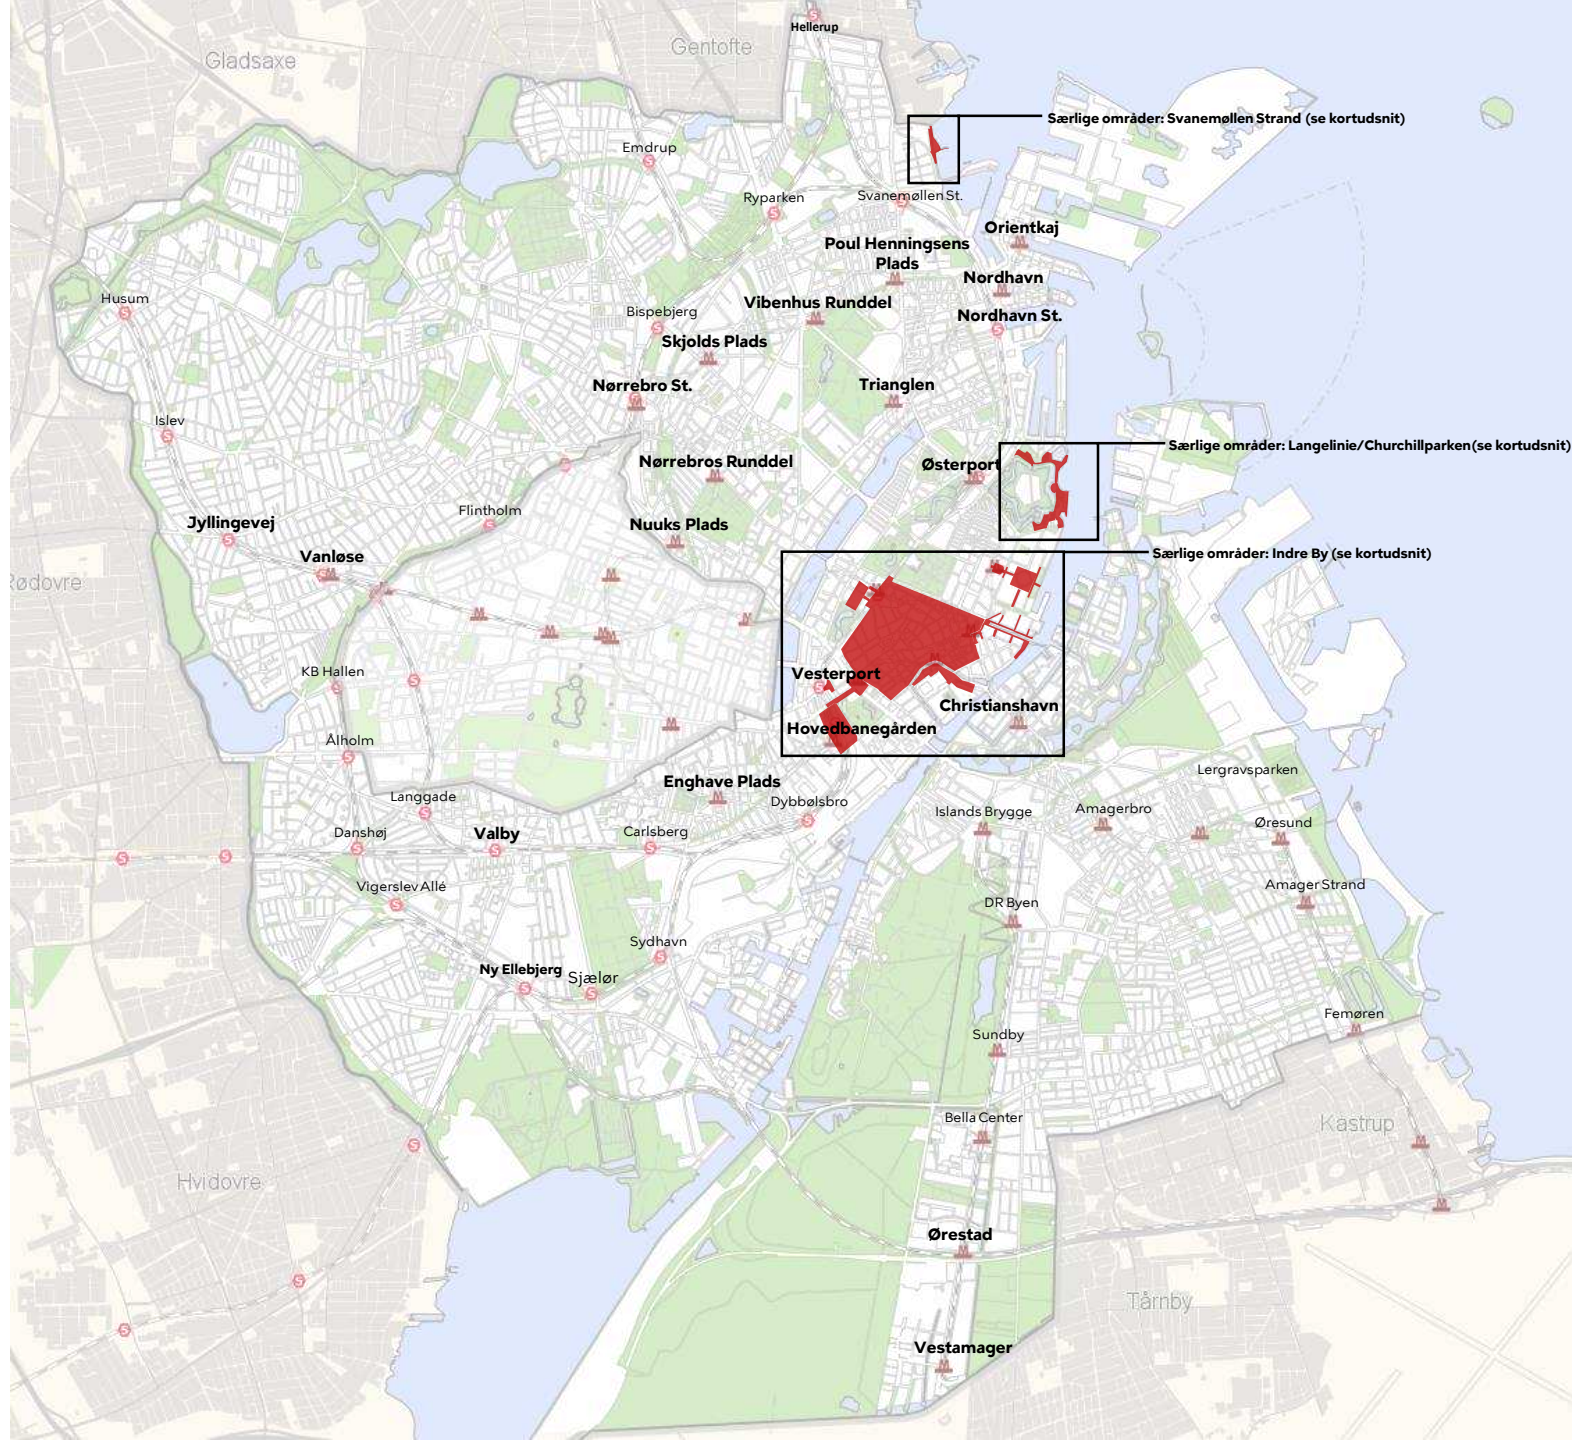 Hellerup
Gentofte
Gladsaxe
Særlige områder: Svanemøllen Strand (se kortudsnit)
Emdrup
Ryparken
Svanemøllen St.
Orientkaj
Poul Henningsens
Plads
Nordhavn
Husum
Vibenhus Runddel
Bispebjerg
Nordhavn St.
Skjolds Plads
Nørrebro St.
Trianglen
Islev
Særlige områder: Langelinie/Churchillparken(se kortudsnit)
Nørrebros Runddel
Østerport
Flintholm
Jyllingevej
Nuuks Plads
Vanløse
Særlige områder: Indre By (se kortudsnit)
Rødovre
KB Hallen
Vesterport
Christianshavn
Hovedbanegården
Ålholm
Lergravsparken
Enghave Plads
Langgade
Dybbølsbro
Islands Brygge
Amagerbro
Øresund
Danshøj
Valby
Carlsberg
Vigerslev Allé
Amager Strand
DR Byen
Sydhavn
Ny Ellebjerg
Sjælør
Femøren
Sundby
Bella Center
Kastrup
Hvidovre
Ørestad
Tårnby
Vestamager